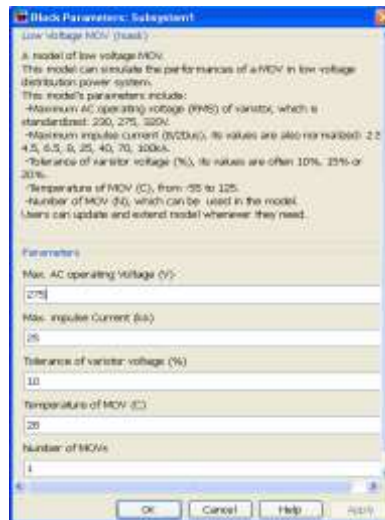 Block Parameters: Subsystem1
Low Voltage MOV (mask)
A model of low voltage MOV.
This model can simulate the performances of a MOV in low voltage
distribution power system.
This model's parameters include:
-Maximum AC operating voltage (RMS) of varistor, which is
standardized: 230, 275, 320V.
-Maximum impulse current (8/20us), its values are also normalized: 2.5
4.5, 6.5, 8, 25, 40, 70, 100kA.
-Tolerance of varistor voltage (%), its values are often 10%, 15% or
20%.
-Temperature of MOV (C), from -55 to 125.
-Number of MOV (N), which can be used in the model.
Users can update and extend model whenever they need.
Parameters
Max. AC operating Voltage (V)
275
Max. impulse Current (ka)
25
Tolerance of varistor voltage (%)
10
Temperature of MOV (C)
28
Number of MOVs
1
OK Cancel Help Apply